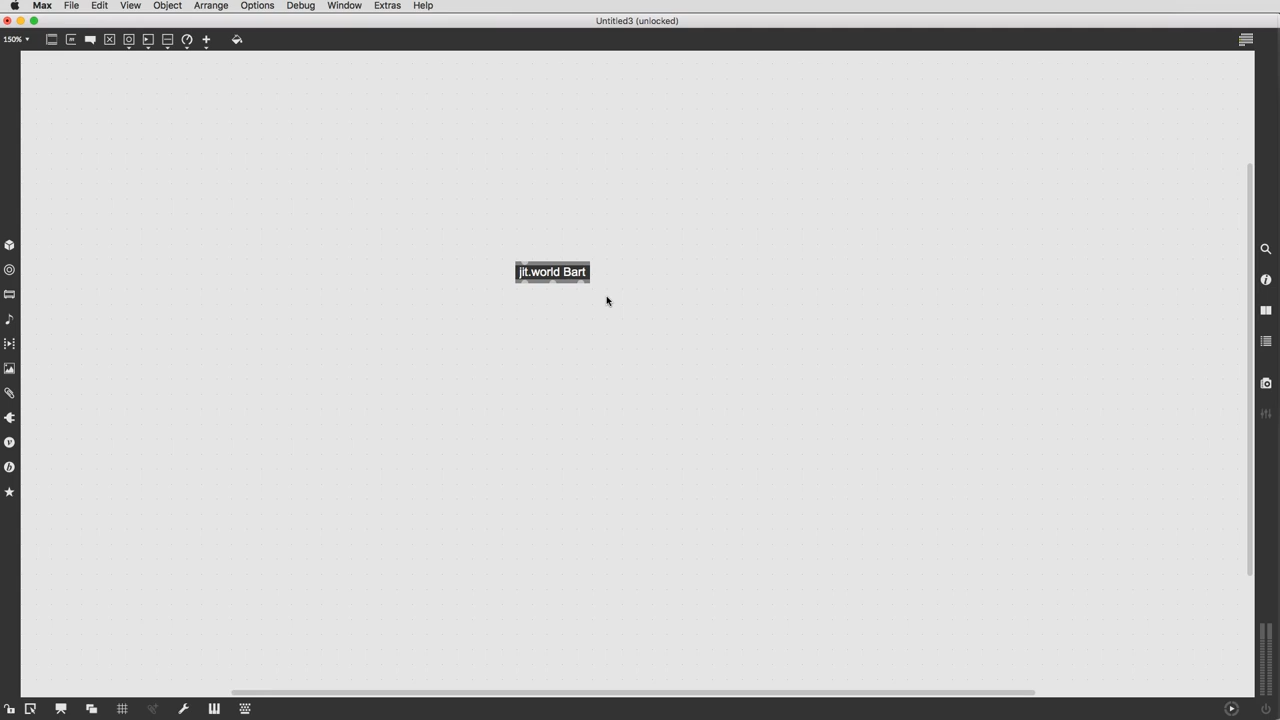 Max File Edit View Object Arrange Options Debug Window Extras Help
Untitled3 (unlocked)
150%
jit.world Bart